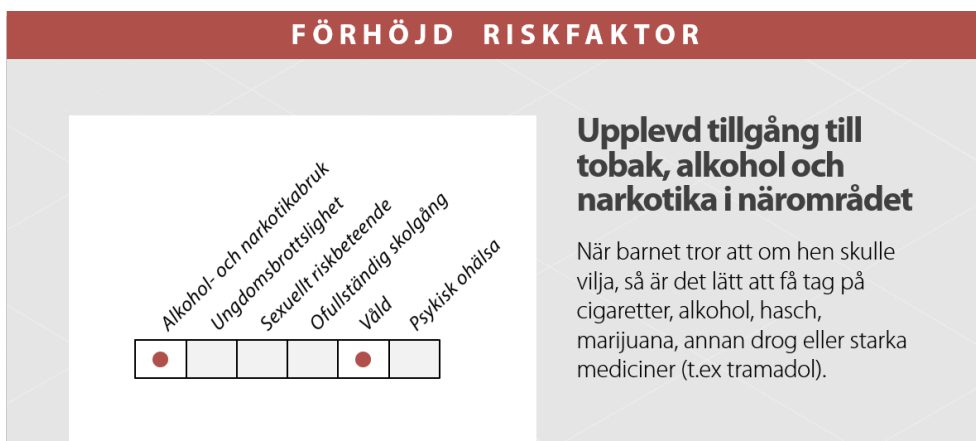 FÖRHÖJD RISKFAKTOR
Alkohol- och narkotikabruk
Ungdomsbrottslighet
Sexuellt riskbeteende
Ofullständig skolgång
Våld
Psykisk ohälsa
Upplevd tillgång till
tobak, alkohol och
narkotika i närområdet
När barnet tror att om hen skulle
vilja, så är det lätt att få tag på
cigaretter, alkohol, hasch,
marijuana, annan drog eller starka
mediciner (t.ex tramadol).